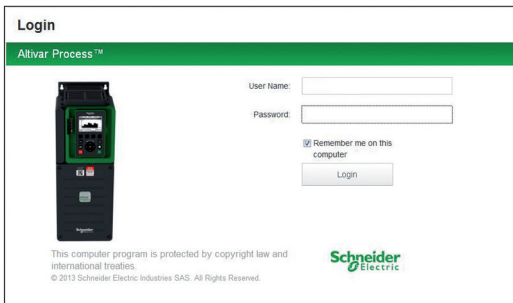 Login
Altivar Process™
User Name:
Password:
Remember me on this
computer
Login
This computer program is protected by copyright law and
international treaties.
© 2013 Schneider Electric Industries SAS. All Rights Reserved.
Schneider
Electric
Schneider